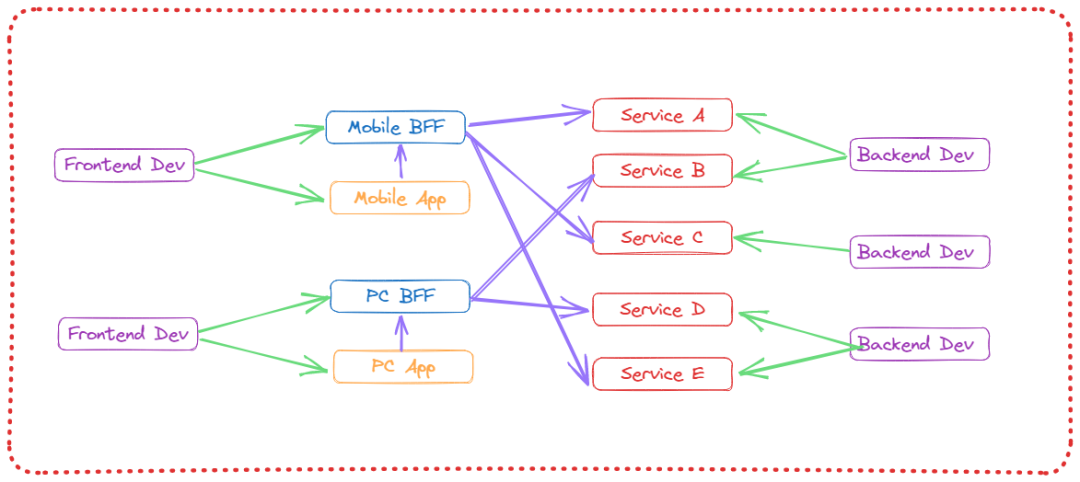 Mobile BFF
Service A
Frontend Dev
Backend Dev
Service B
Mobile App
Service C
Backend Dev
PC BFF
Service D
Frontend Dev
Backend Dev
PC App
Service E